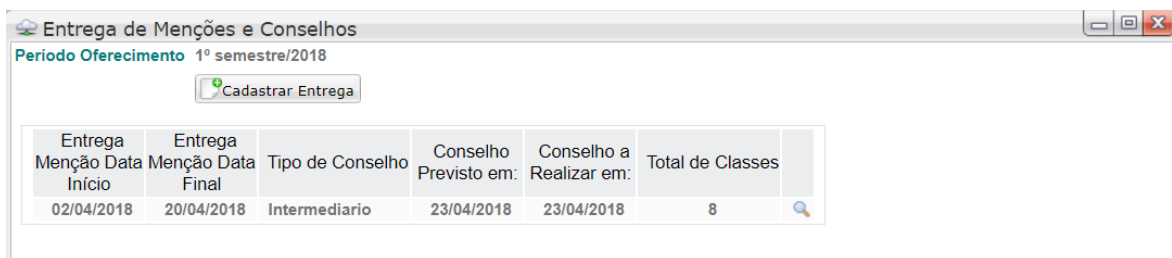 Entrega de Menções e Conselhos
Período Oferecimento 1º semestre/2018
Cadastrar Entrega
Entrega Menção Data Início Entrega Menção Data Final Tipo de Conselho Conselho Previsto em: Conselho a Realizar em: Total de Classes
02/04/2018 20/04/2018 Intermediario 23/04/2018 23/04/2018 8